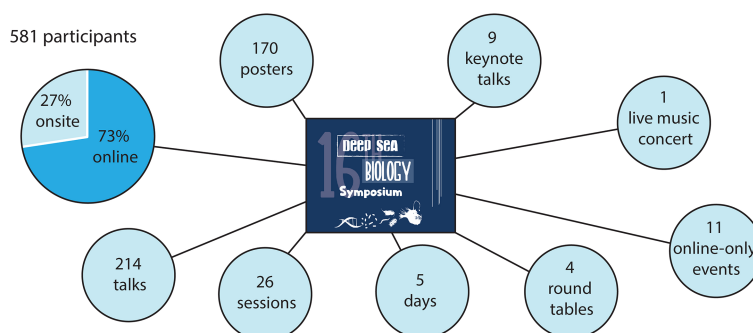 581 participants
27%
onsite
73%
online
170
posters
9
keynote
talks
1
live music
concert
16TH
DEEP SEA
BIOLOGY
Symposium
11
online-only
events
214
talks
26
sessions
5
days
4
round
tables